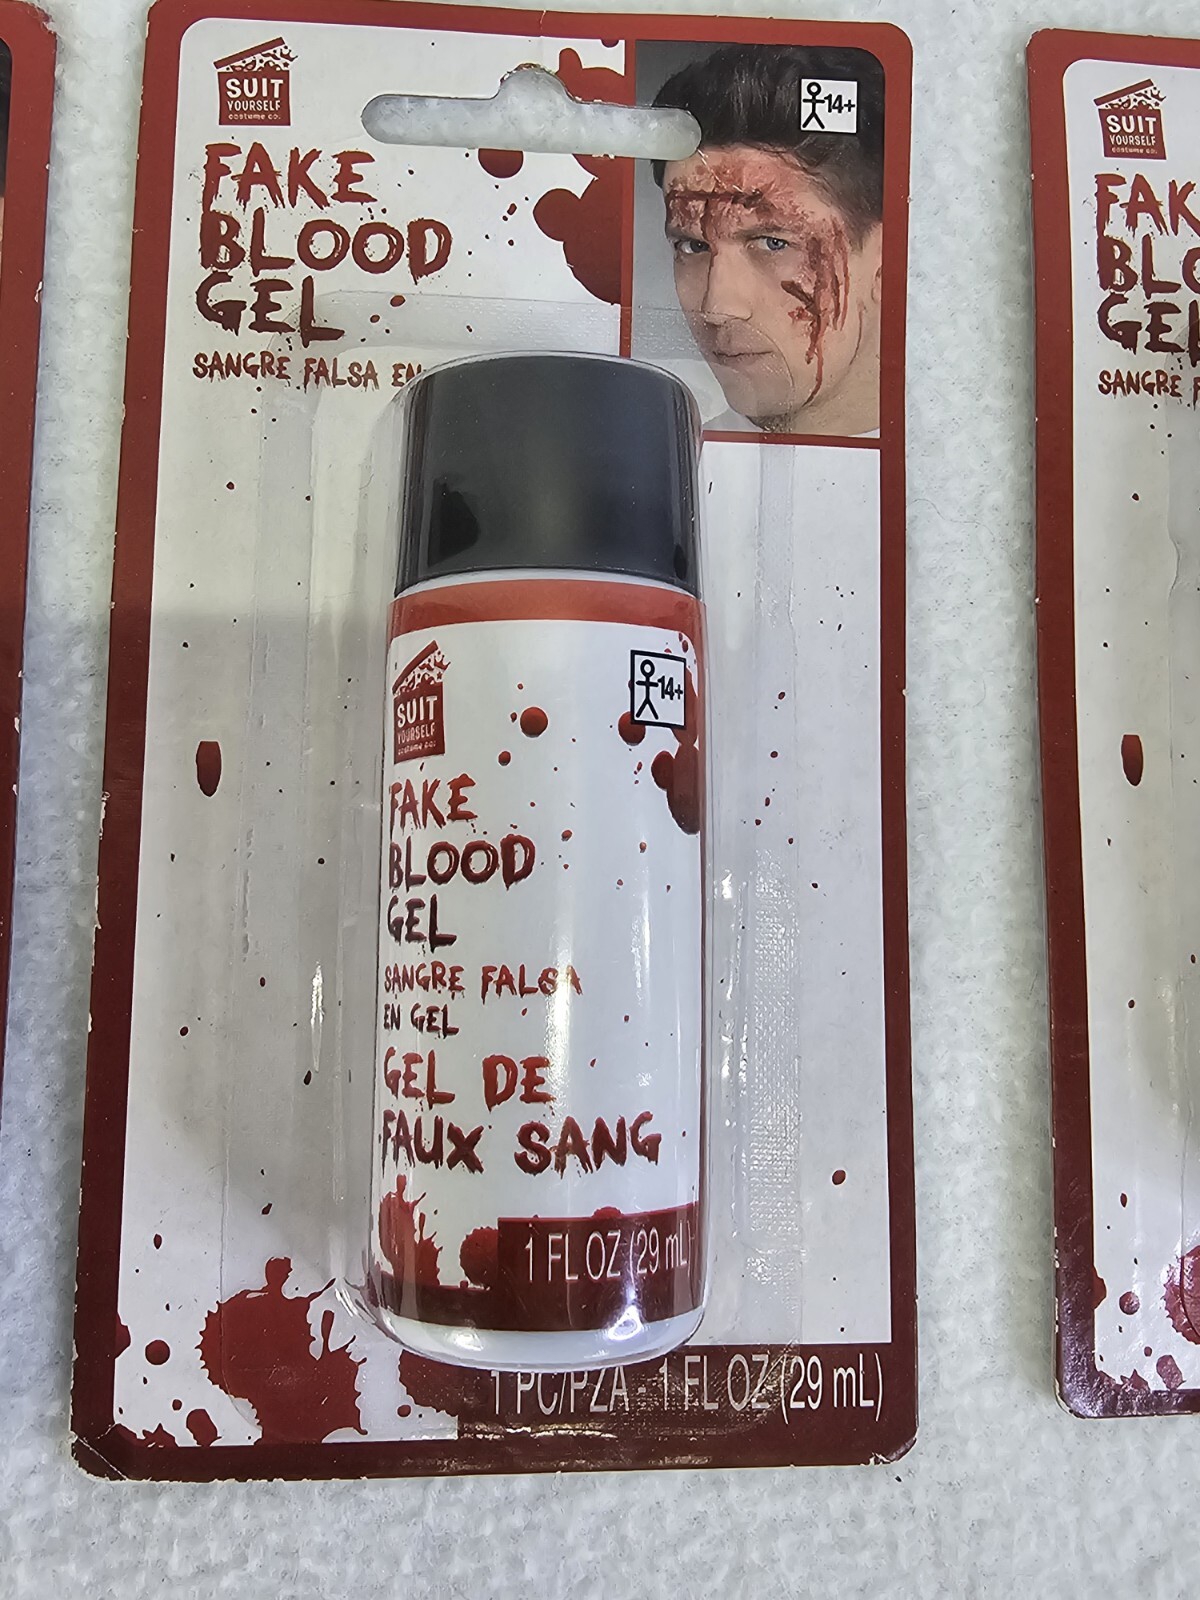 SUIT
YOURSELF
costume co.
14+
FAKE
BLOOD
GEL
SANGRE FALSA EN
SUIT
YOURSELF
costume co.
14+
FAKE
BLOOD
GEL
SANGRE FALSA
EN GEL
GEL DE
FAUX SANG
1 FL OZ (29 mL)
1 PC/PZA - 1 FL OZ (29 mL)
SUIT
YOURSELF
costume co.
FAK
BLO
GEL
SANGRE F